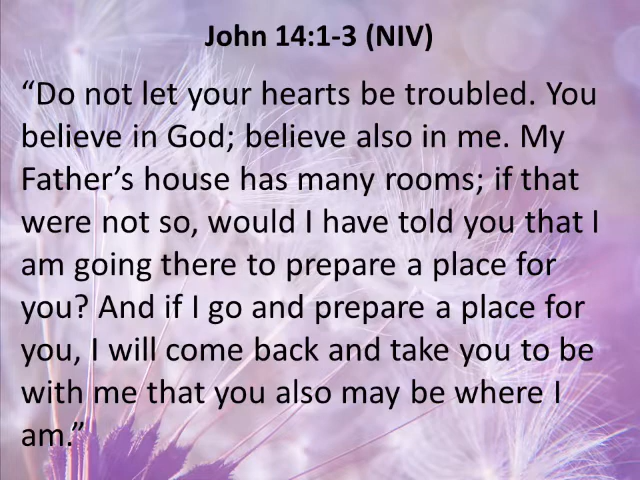 John 14:1-3 (NIV)
“Do not let your hearts be troubled. You
believe in God; believe also in me. My
Father’s house has many rooms; if that
were not so, would I have told you that I
am going there to prepare a place for
you? And if I go and prepare a place for
you, I will come back and take you to be
with me that you also may be where I
am.”